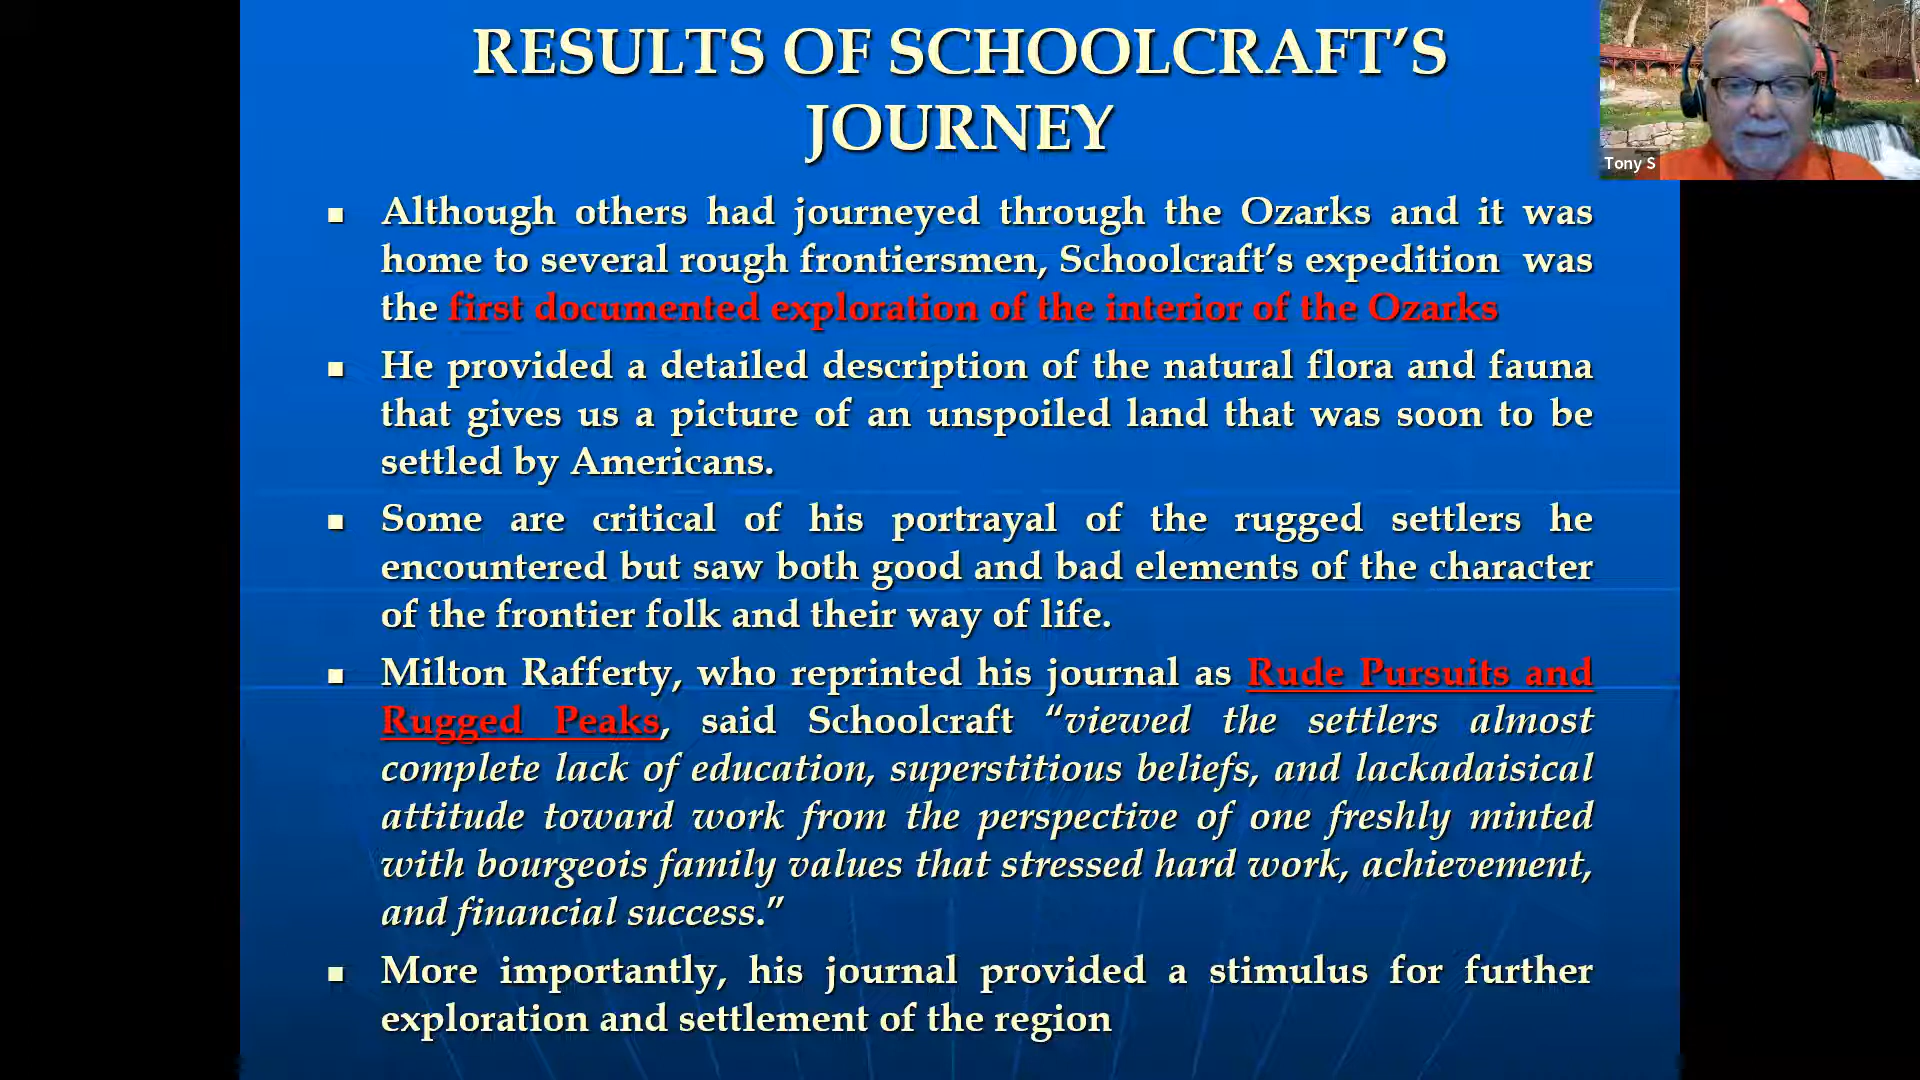 RESULTS OF SCHOOLCRAFT’S
JOURNEY
Tony S
Although others had journeyed through the Ozarks and it was
home to several rough frontiersmen, Schoolcraft’s expedition was
the first documented exploration of the interior of the Ozarks
He provided a detailed description of the natural flora and fauna
that gives us a picture of an unspoiled land that was soon to be
settled by Americans.
Some are critical of his portrayal of the rugged settlers he
encountered but saw both good and bad elements of the character
of the frontier folk and their way of life.
Milton Rafferty, who reprinted his journal as Rude Pursuits and
Rugged Peaks, said Schoolcraft “viewed the settlers almost
complete lack of education, superstitious beliefs, and lackadaisical
attitude toward work from the perspective of one freshly minted
with bourgeois family values that stressed hard work, achievement,
and financial success.”
More importantly, his journal provided a stimulus for further
exploration and settlement of the region